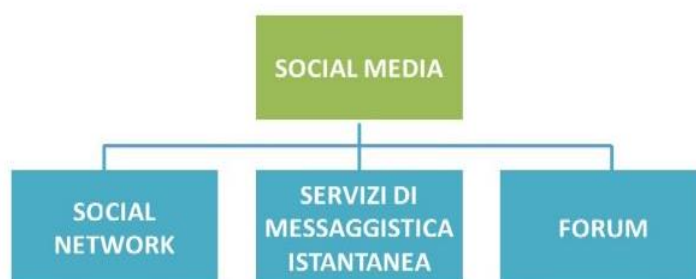 SOCIAL MEDIA
SOCIAL
NETWORK
SERVIZI DI
MESSAGGISTICA
ISTANTANEA
FORUM